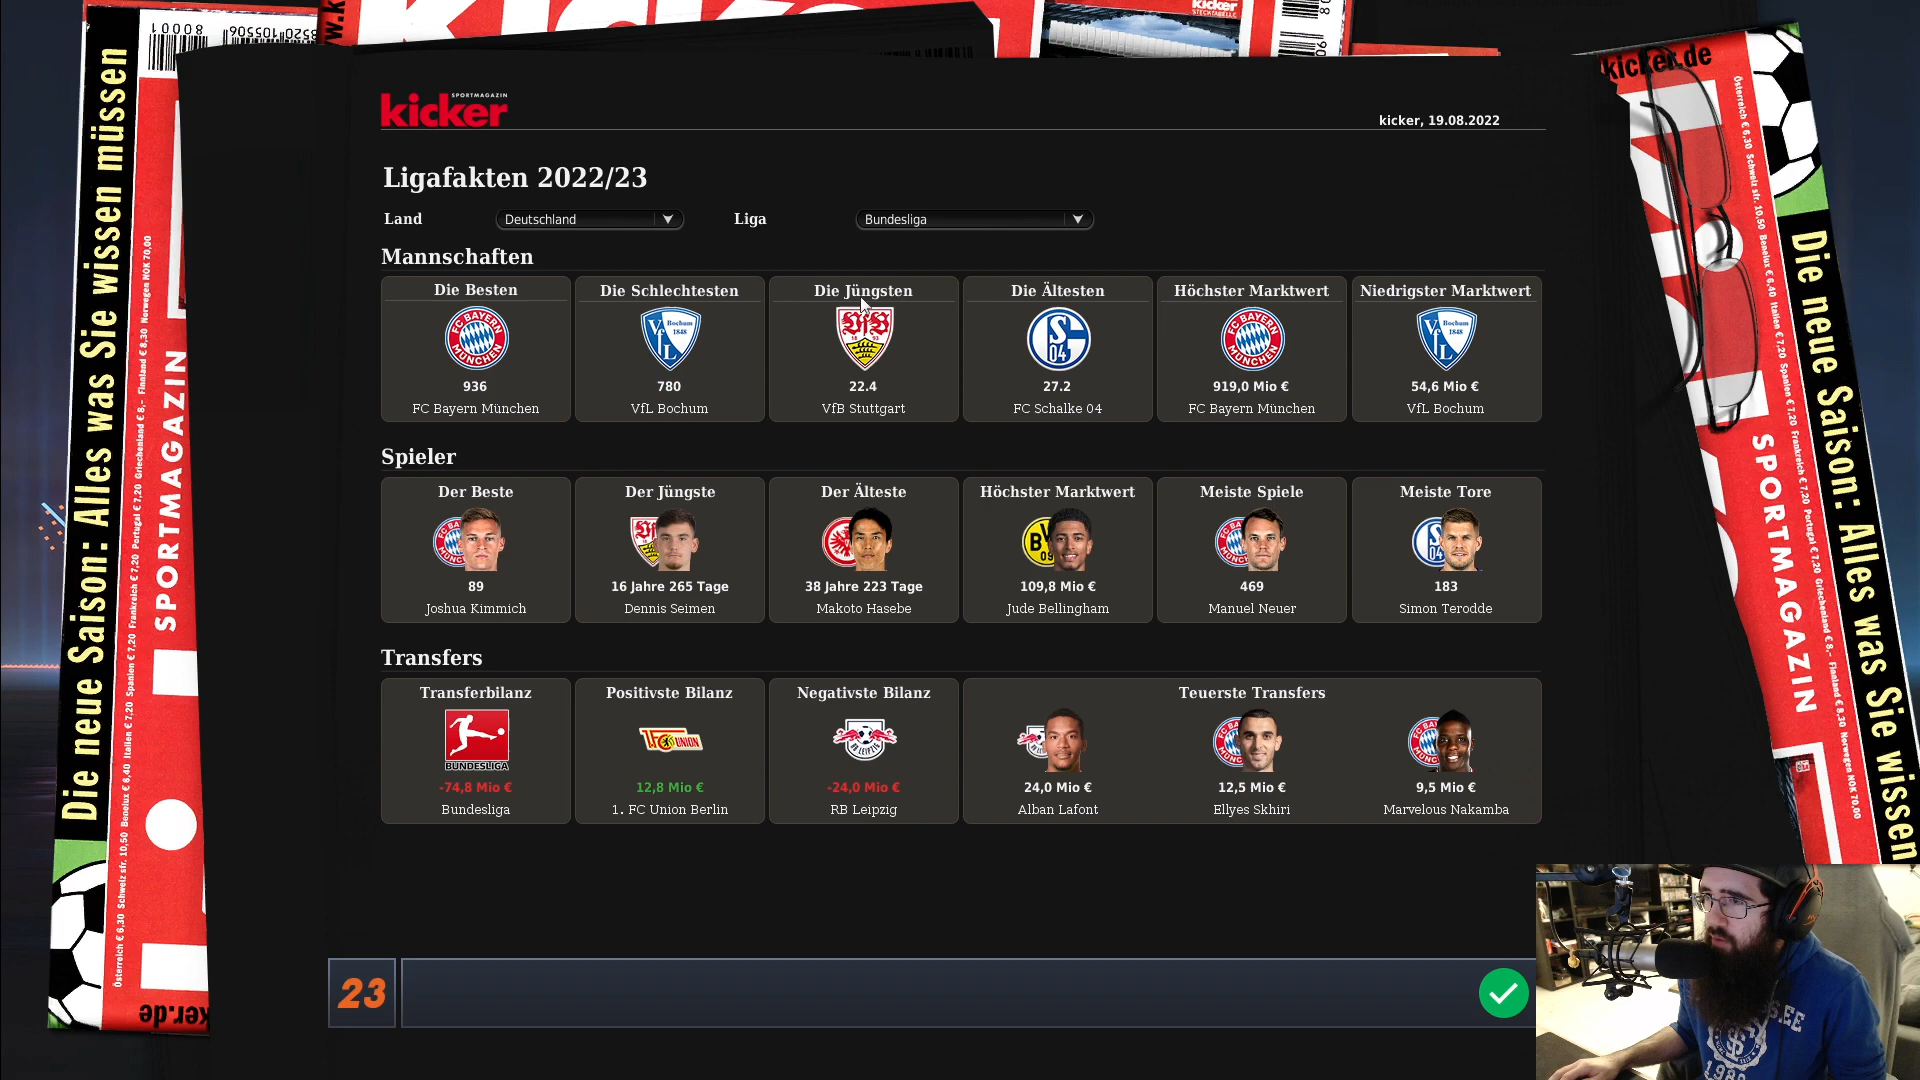 Die neue Saison: Alles was Sie wissen müssen
SPORTMAGAZIN
kicker.de
kicker
SPORTMAGAZIN
kicker, 19.08.2022
Ligafakten 2022/23
Land
Deutschland
Liga
Bundesliga
Mannschaften
Die Besten
936
FC Bayern München
Die Schlechtesten
780
VfL Bochum
Die Jüngsten
22.4
VfB Stuttgart
Die Ältesten
27.2
FC Schalke 04
Höchster Marktwert
919,0 Mio €
FC Bayern München
Niedrigster Marktwert
54,6 Mio €
VfL Bochum
Spieler
Der Beste
89
Joshua Kimmich
Der Jüngste
16 Jahre 265 Tage
Dennis Seimen
Der Älteste
38 Jahre 223 Tage
Makoto Hasebe
Höchster Marktwert
109,8 Mio €
Jude Bellingham
Meiste Spiele
469
Manuel Neuer
Meiste Tore
183
Simon Terodde
Transfers
Transferbilanz
BUNDESLIGA
-74,8 Mio €
Bundesliga
Positivste Bilanz
12,8 Mio €
1. FC Union Berlin
Negativste Bilanz
-24,0 Mio €
RB Leipzig
Teuerste Transfers
24,0 Mio €
Alban Lafont
12,5 Mio €
Ellyes Skhiri
9,5 Mio €
Marvelous Nakamba
23
SPORTMAGAZIN
Die neue Saison: Alles was Sie wissen